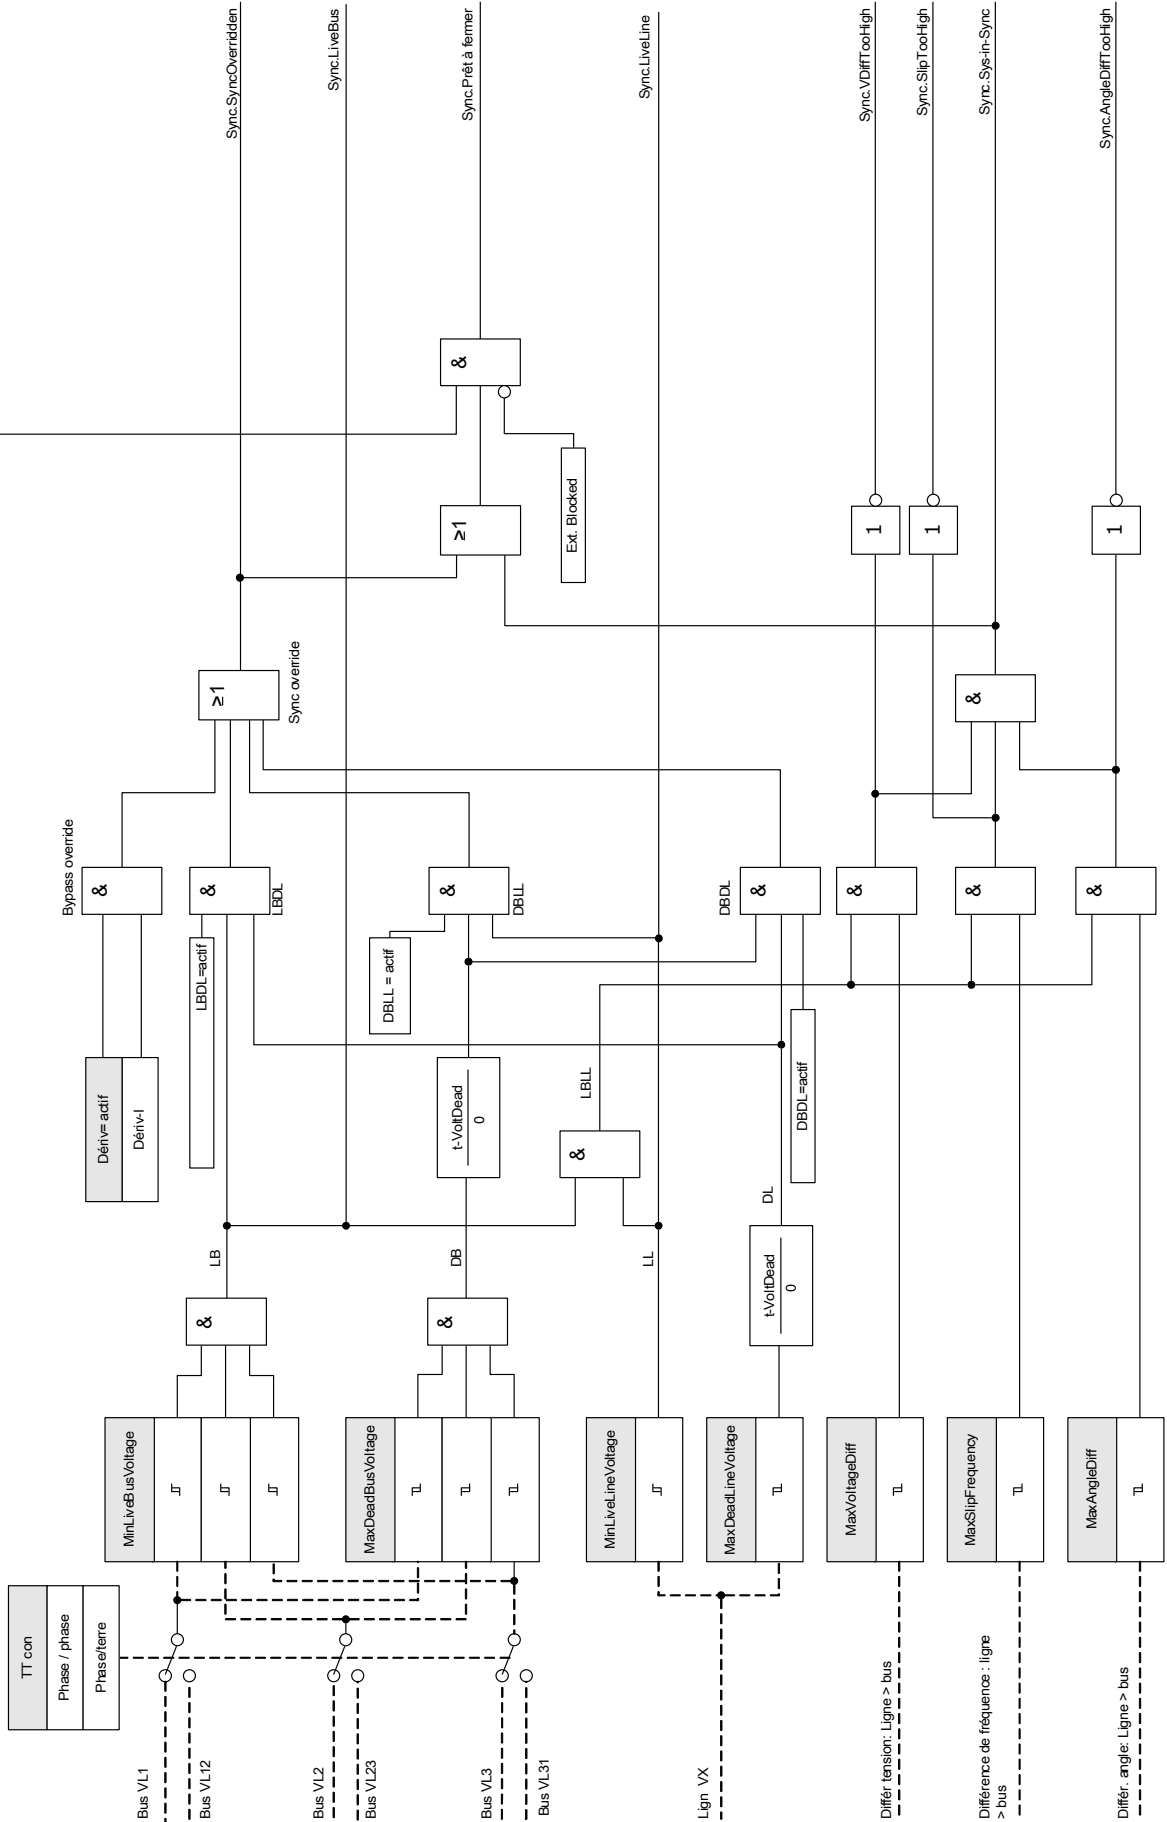 TT con
Phase / phase
Phase/terre
Bus VL1
Bus VL12
Bus VL2
Bus VL23
Bus VL3
Bus VL31
Lign VX
Différ tension: Ligne > bus
Différence de fréquence : ligne
> bus
Différ. angle: Ligne > bus
MinLiveBusVoltage
MaxDeadBusVoltage
MinLiveLineVoltage
MaxDeadLineVoltage
MaxVoltageDiff
MaxSlipFrequency
MaxAngleDiff
&
&
LB
DB
LL
t-VoltDead
0
DL
t-VoltDead
0
&
LBLL
Dériv= actif
Dériv-I
LBDL=actif
DBLL = actif
DBDL=actif
Bypass override
&
&
LBDL
&
DBLL
DBDL
&
&
&
&
≥1
Sync override
&
≥1
Ext. Blocked
1
1
1
&
Sync.SyncOverridden
Sync.LiveBus
Sync.Prêt à fermer
Sync.LiveLine
Sync.VDiffTooHigh
Sync.SlipTooHigh
Sync.Sys-in-Sync
Sync.AngleDiffTooHigh